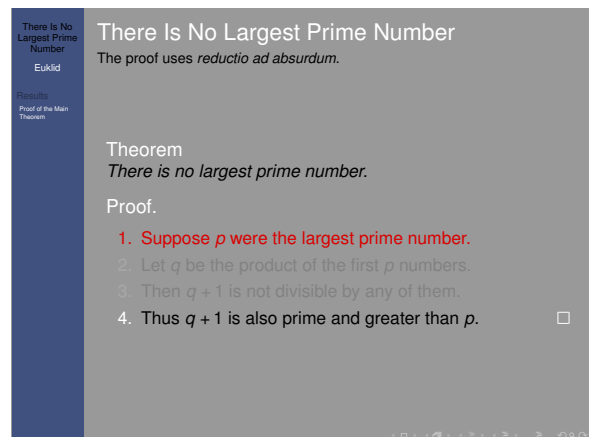 There Is No
Largest Prime
Number
Euklid
Results
Proof of the Main
Theorem
There Is No Largest Prime Number
The proof uses reductio ad absurdum.
Theorem
There is no largest prime number.
Proof.
1. Suppose p were the largest prime number.
2. Let q be the product of the first p numbers.
3. Then q + 1 is not divisible by any of them.
4. Thus q + 1 is also prime and greater than p. □